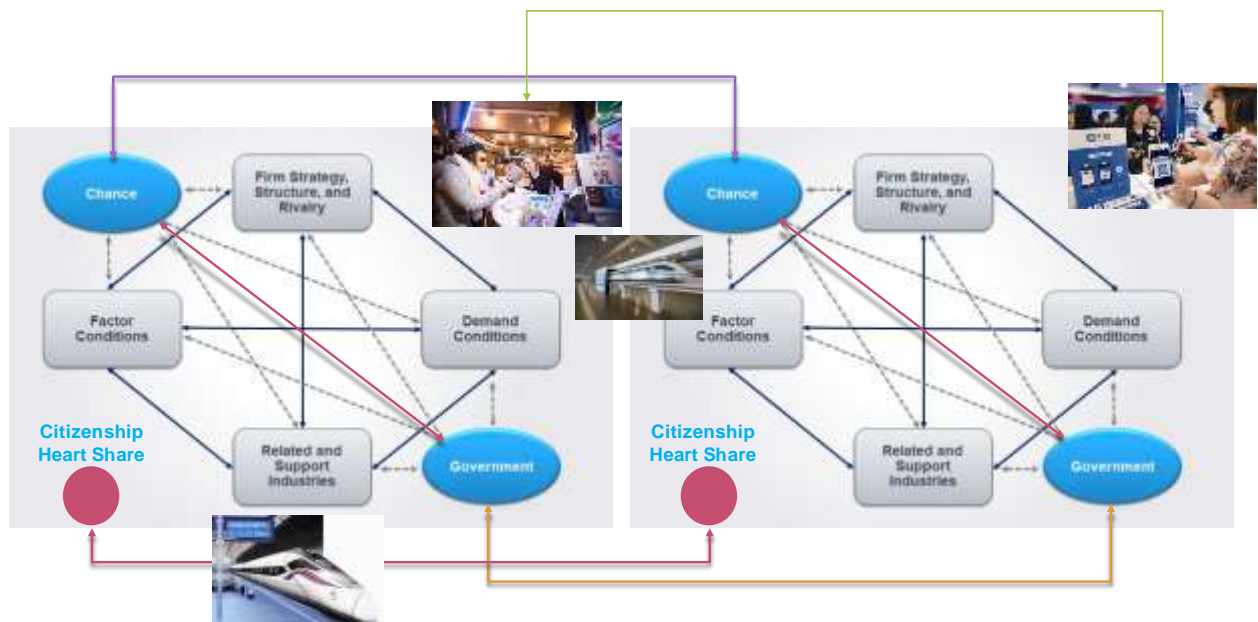 Chance
Firm Strategy,
Structure, and
Rivalry
Factor
Conditions
Demand
Conditions
Citizenship
Heart Share
Related and
Support
Industries
Government
Chance
Firm Strategy,
Structure, and
Rivalry
Factor
Conditions
Demand
Conditions
Citizenship
Heart Share
Related and
Support
Industries
Government